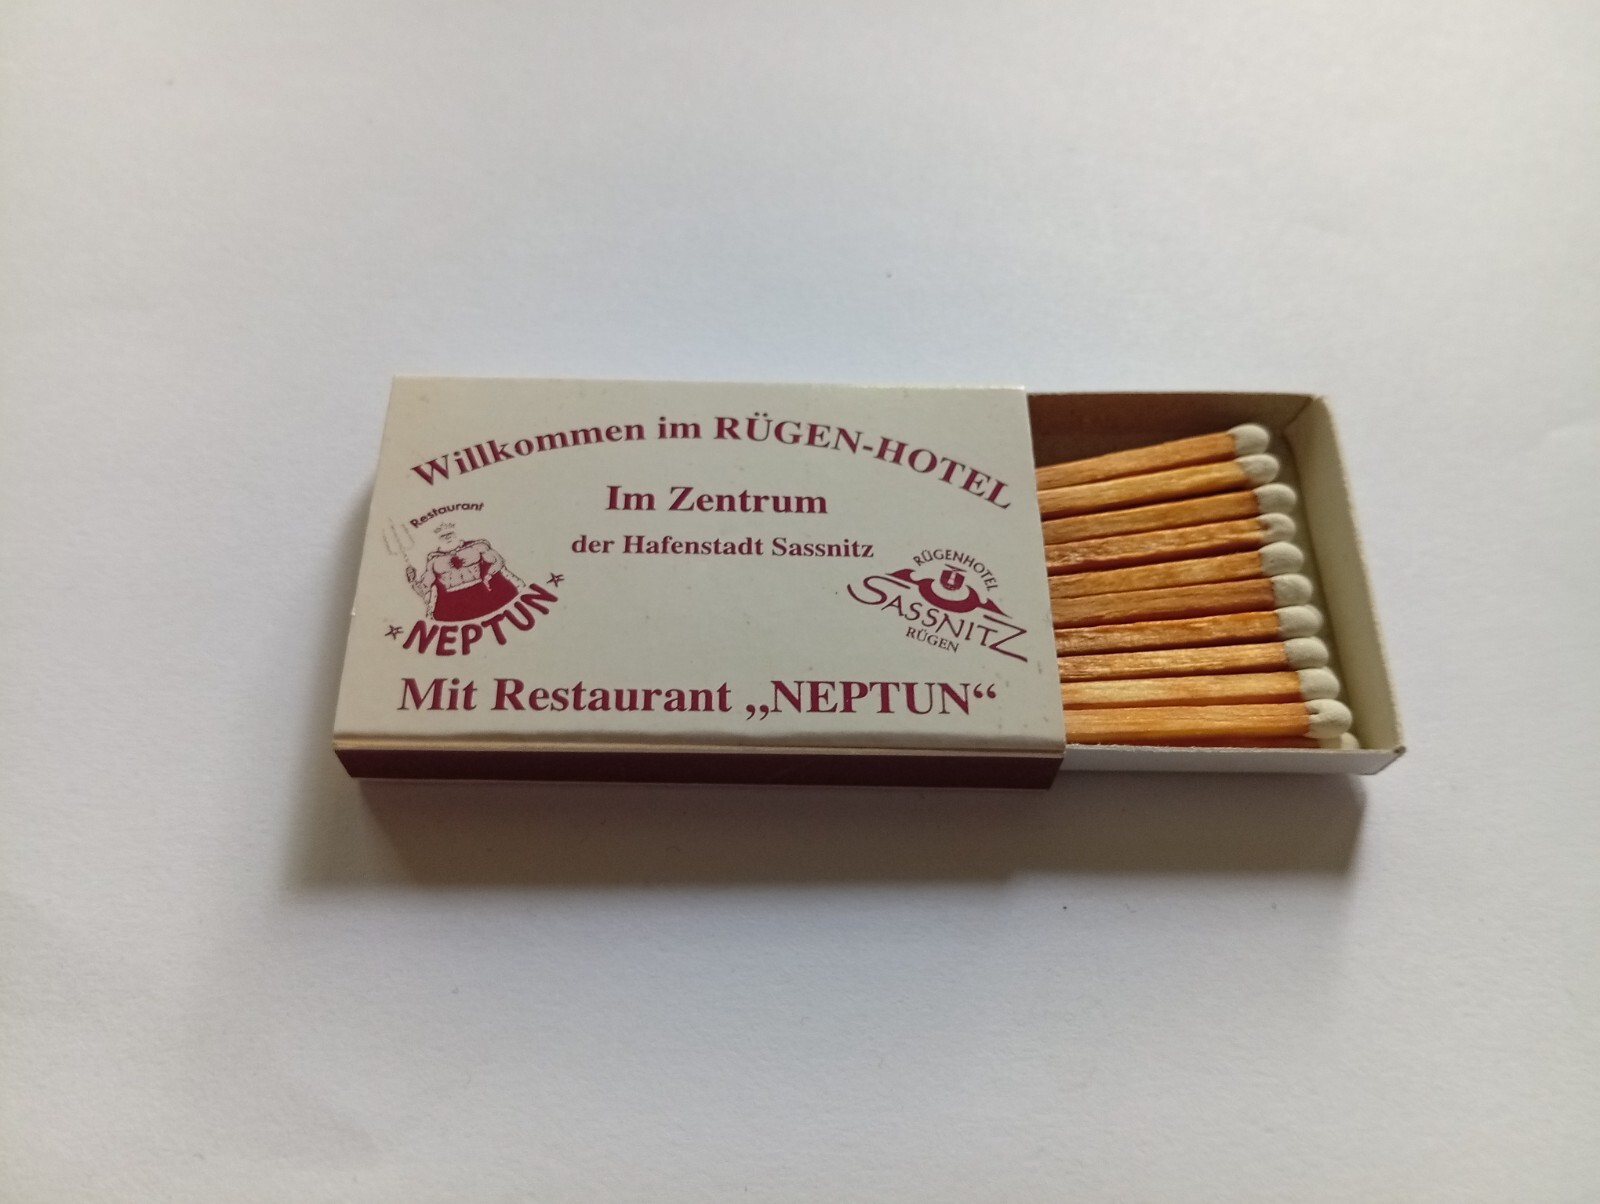 Willkommen im RÜGEN-HOTEL
Im Zentrum
der Hafenstadt Sassnitz
Restaurant
NEPTUN
RÜGENHOTEL
SASSNITZ
RÜGEN
Mit Restaurant „NEPTUN“